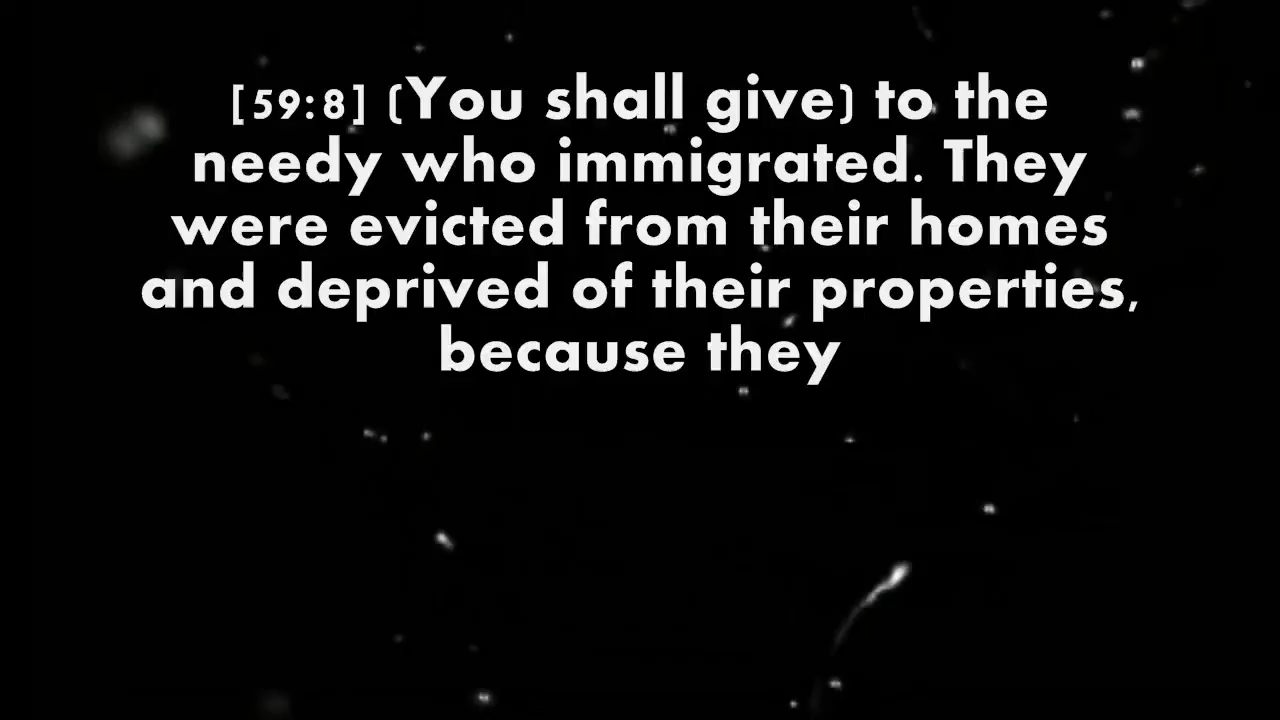 [59:8] (You shall give) to the
needy who immigrated. They
were evicted from their homes
and deprived of their properties,
because they